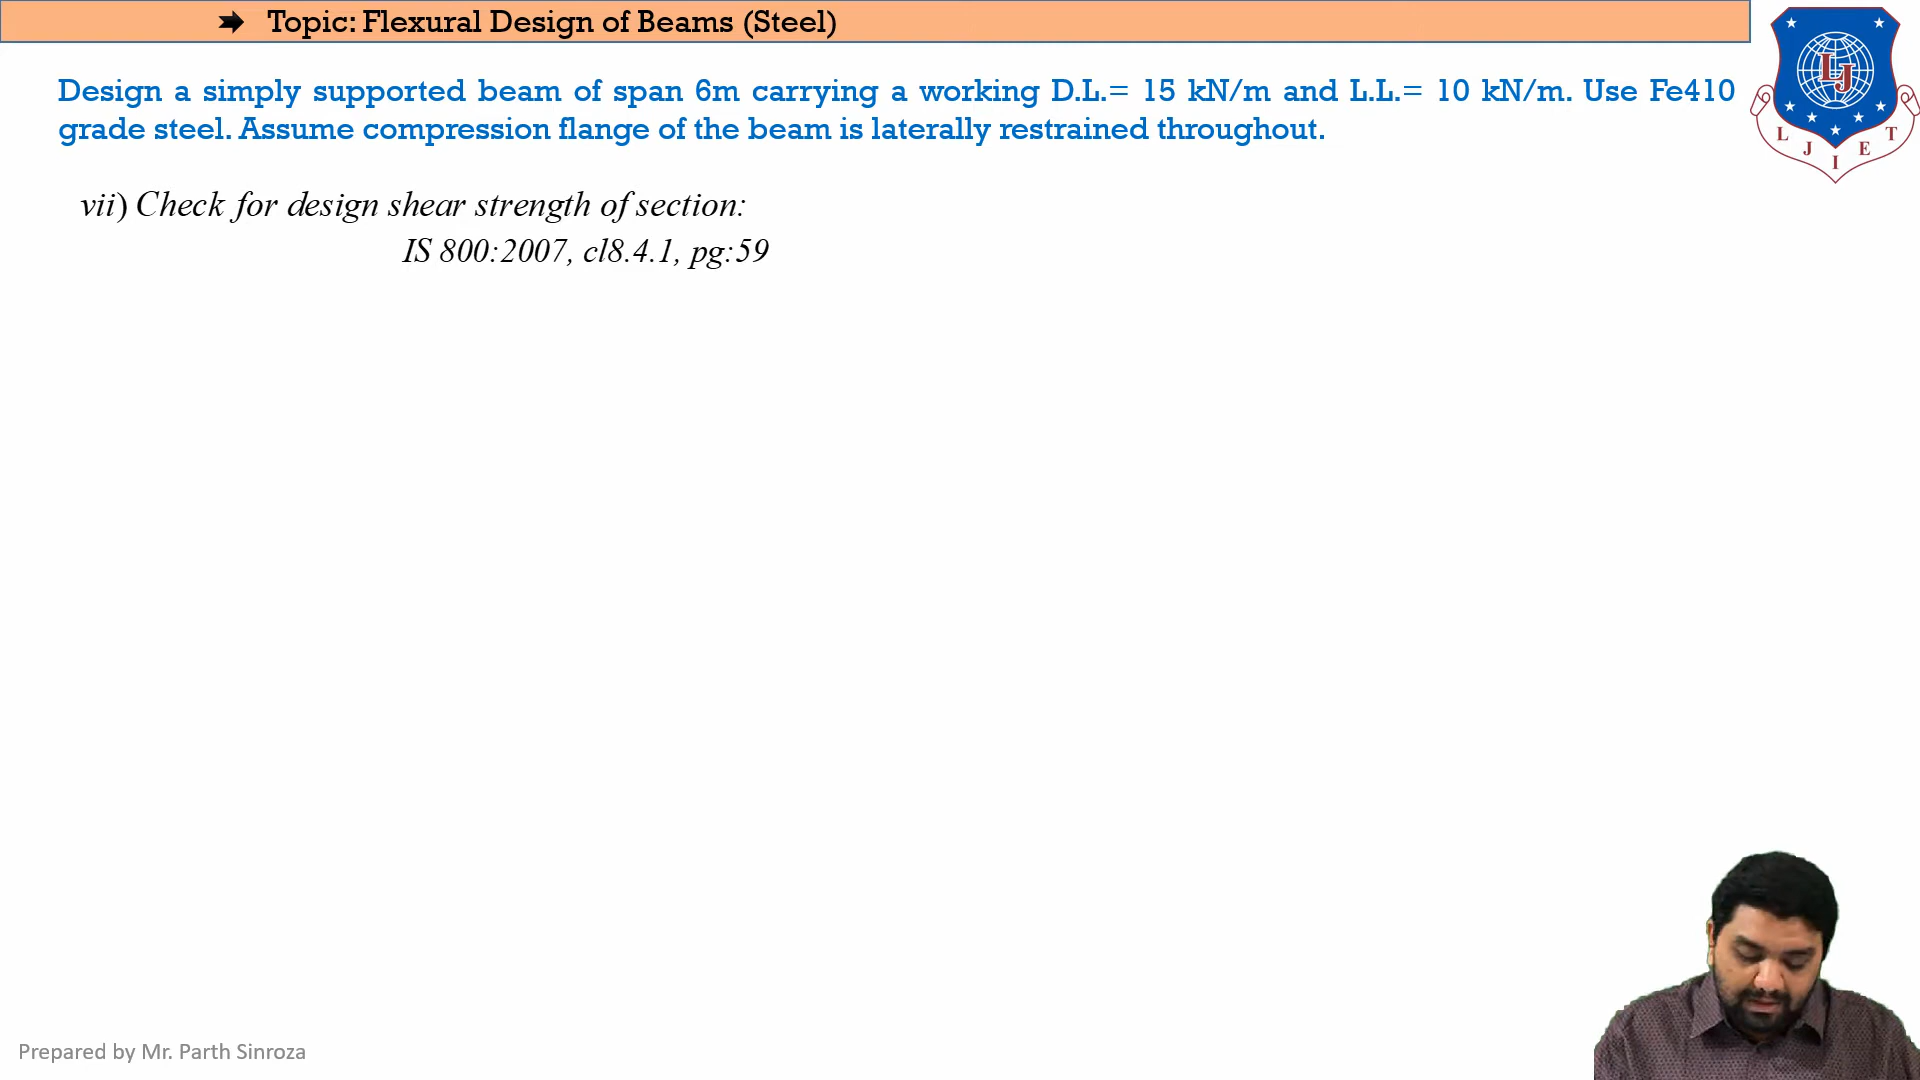 Topic: Flexural Design of Beams (Steel)
Design a simply supported beam of span 6m carrying a working D.L.= 15 kN/m and L.L.= 10 kN/m. Use Fe410
grade steel. Assume compression flange of the beam is laterally restrained throughout.
vii) Check for design shear strength of section:
IS 800:2007, cl8.4.1, pg:59
LJ
L J I E T
Prepared by Mr. Parth Sinroza